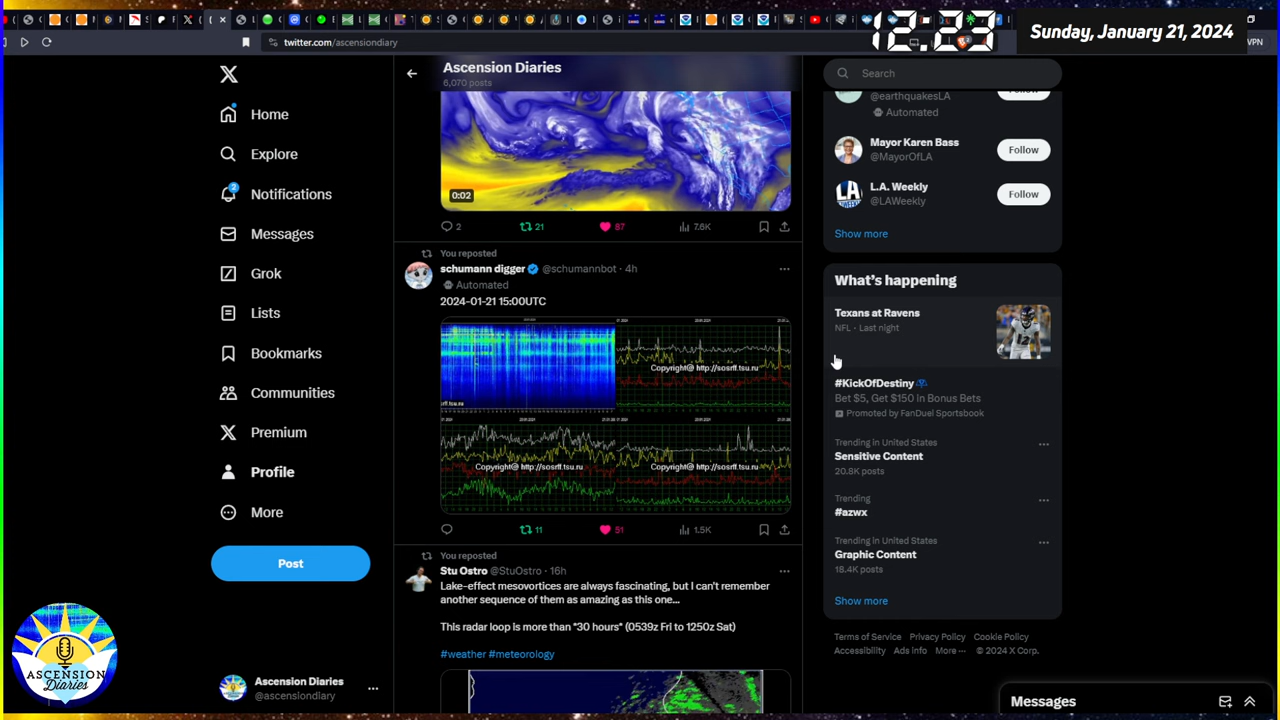 twitter.com/ascensiondiary
VPN
12:23
Sunday, January 21, 2024
Home
Explore
2
Notifications
Messages
Grok
Lists
Bookmarks
Communities
Premium
Profile
More
Post
Ascension Diaries
@ascensiondiary
ASCENSION
Diaries
Ascension Diaries
6,070 posts
0:02
2
21
87
7.6K
You reposted
schumann digger @schumannbot · 4h
Automated
2024-01-21 15:00UTC
Copyright@ http://sosrff.tsu.ru
Copyright@ http://sosrff.tsu.ru
Copyright@ http://sosrff.tsu.ru
11
51
1.5K
You reposted
Stu Ostro @StuOstro · 16h
Lake-effect mesovortices are always fascinating, but I can't remember
another sequence of them as amazing as this one...
This radar loop is more than *30 hours* (0539z Fri to 1250z Sat)
#weather #meteorology
Search
@earthquakesLA
Automated
Follow
Mayor Karen Bass
@MayorOfLA
Follow
L.A. Weekly
@LAWeekly
Follow
Show more
What's happening
Texans at Ravens
NFL · Last night
#KickOfDestiny
Bet $5, Get $150 In Bonus Bets
Promoted by FanDuel Sportsbook
Trending in United States
Sensitive Content
20.8K posts
Trending
#azwx
Trending in United States
Graphic Content
18.4K posts
Show more
Terms of Service Privacy Policy Cookie Policy
Accessibility Ads info More ··· © 2024 X Corp.
Messages